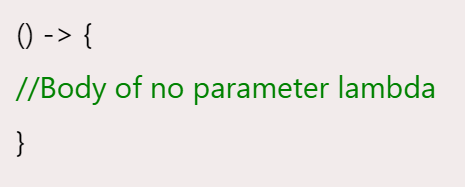 () -> {
//Body of no parameter lambda
}